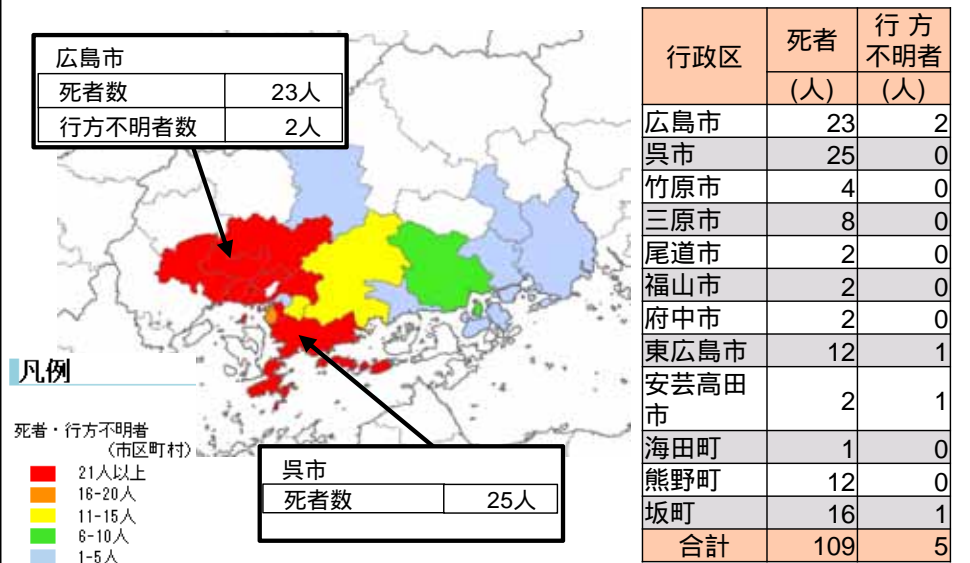 広島市
死者数 23人
行方不明者数 2人
呉市
死者数 25人
凡例
死者・行方不明者
(市区町村)
21人以上
16-20人
11-15人
6-10人
1-5人
行政区 死者 行方
不明者
(人) (人)
広島市 23 2
呉市 25 0
竹原市 4 0
三原市 8 0
尾道市 2 0
福山市 2 0
府中市 2 0
東広島市 12 1
安芸高田
市 2 1
海田町 1 0
熊野町 12 0
坂町 16 1
合計 109 5